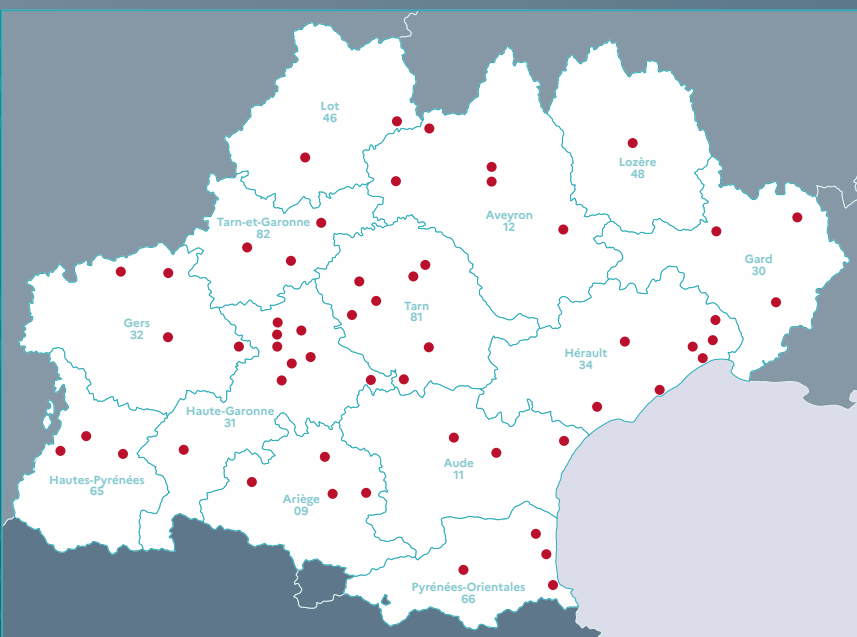 Lot
46
Lozère
48
Aveyron
12
Tarn-et-Garonne
82
Gard
30
Tarn
81
Gers
32
Hérault
34
Haute-Garonne
31
Aude
11
Hautes-Pyrénées
65
Ariège
09
Pyrénées-Orientales
66